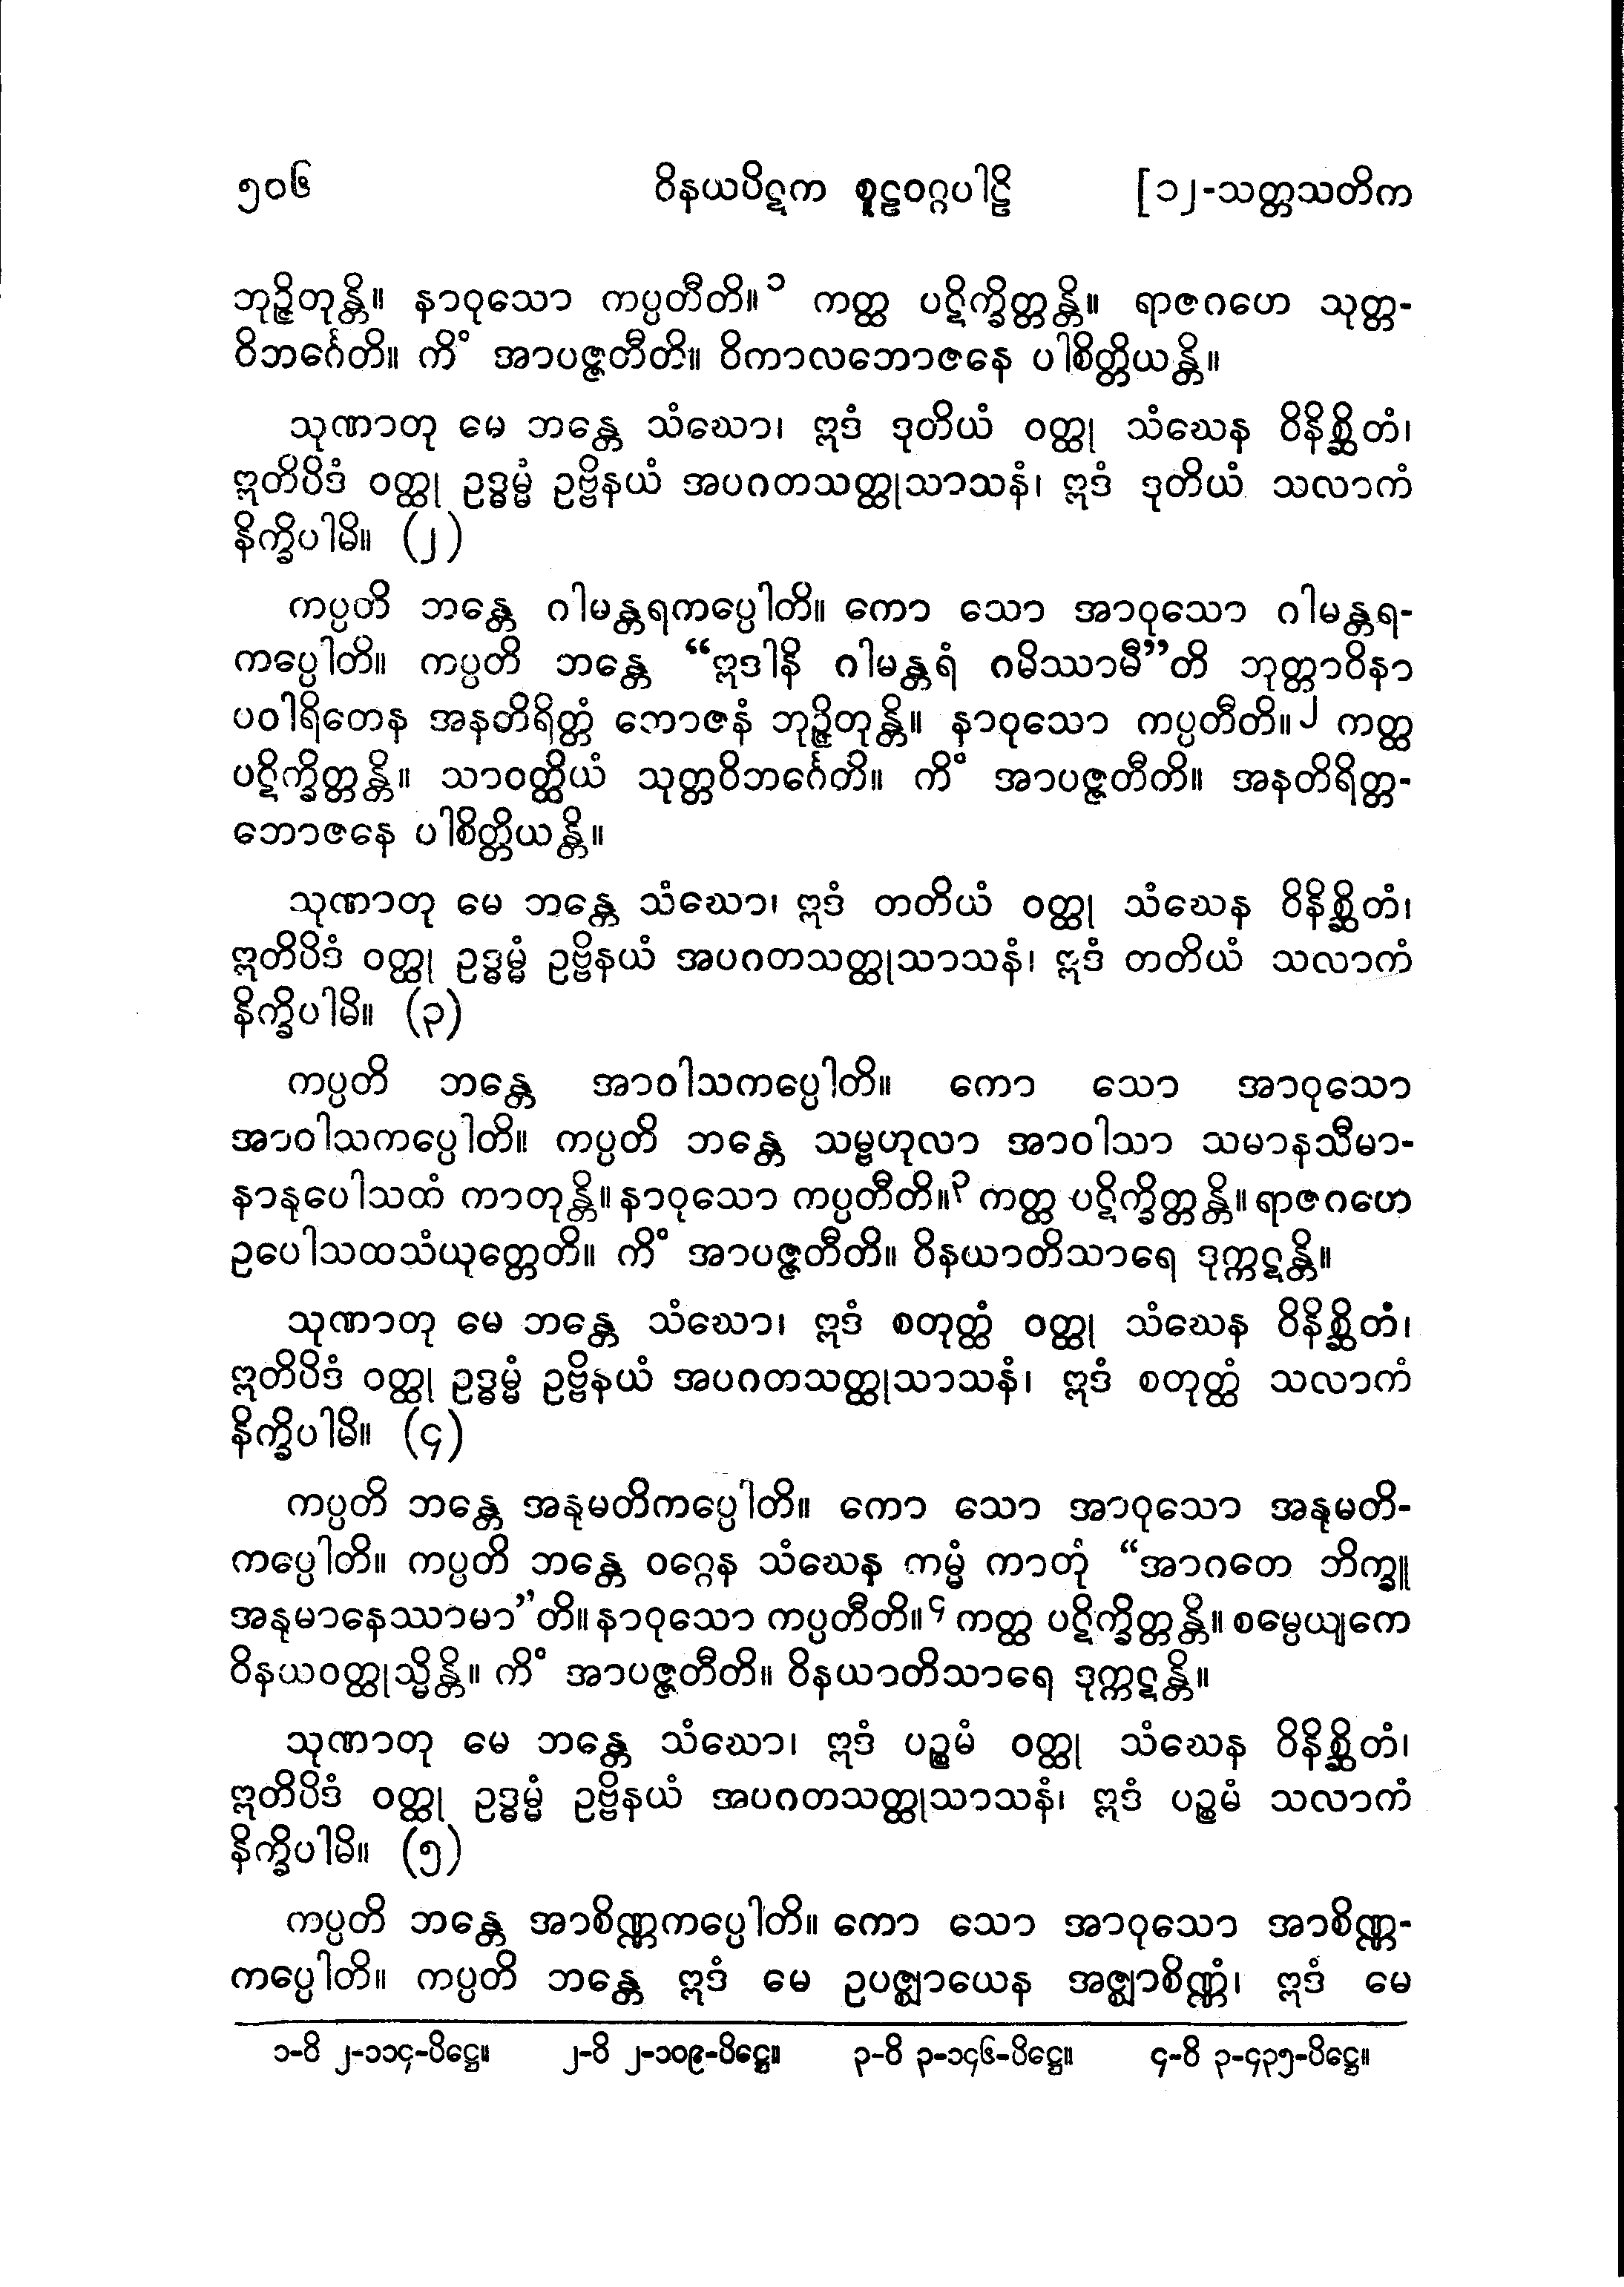 ၅၀၆ ဝိနယပိဋက စူဠဝဂ္ဂပါဠိ [၁၂-သတ္တသတိက
ဘုဉ္ဇိတုန္တိ။ နာဝုသော ကပ္ပတီတိ။၁ ကတ္ထ ပဋိက္ခိတ္တန္တိ။ ရာဇဂဟေ သုတ္တ-
ဝိဘင်္ဂေတိ။ ကိံ အာပဇ္ဇတီတိ။ ဝိကာလဘောဇနေ ပါစိတ္တိယန္တိ။
သုဏာတု မေ ဘန္တေ သံဃော၊ ဣဒံ ဒုတိယံ ဝတ္ထု သံဃေန ဝိနိစ္ဆိတံ၊
ဣတိပိဒံ ဝတ္ထု ဥဒ္ဓမ္မံ ဥဗ္ဗိနယံ အပဂတသတ္ထုသာသနံ၊ ဣဒံ ဒုတိယံ သလာကံ
နိက္ခိပါမိ။ (၂)
ကပ္ပတိ ဘန္တေ ဂါမန္တရကပ္ပေါတိ။ ကော သော အာဝုသော ဂါမန္တရ-
ကပ္ပေါတိ။ ကပ္ပတိ ဘန္တေ “ဣဒါနိ ဂါမန္တရံ ဂမိဿာမီ”တိ ဘုတ္တာဝိနာ
ပဝါရိတေန အနတိရိတ္တံ ဘောဇနံ ဘုဉ္ဇိတုန္တိ။ နာဝုသော ကပ္ပတီတိ။၂ ကတ္ထ
ပဋိက္ခိတ္တန္တိ။ သာဝတ္ထိယံ သုတ္တဝိဘင်္ဂေတိ။ ကိံ အာပဇ္ဇတီတိ။ အနတိရိတ္တ-
ဘောဇနေ ပါစိတ္တိယန္တိ။
သုဏာတု မေ ဘန္တေ သံဃော၊ ဣဒံ တတိယံ ဝတ္ထု သံဃေန ဝိနိစ္ဆိတံ၊
ဣတိပိဒံ ဝတ္ထု ဥဒ္ဓမ္မံ ဥဗ္ဗိနယံ အပဂတသတ္ထုသာသနံ၊ ဣဒံ တတိယံ သလာကံ
နိက္ခိပါမိ။ (၃)
ကပ္ပတိ ဘန္တေ အာဝါသကပ္ပေါတိ။ ကော သော အာဝုသော
အာဝါသကပ္ပေါတိ။ ကပ္ပတိ ဘန္တေ သမ္ဗဟုလာ အာဝါသာ သမာနသီမာ-
နာနုပေါသထံ ကာတုန္တိ။ နာဝုသော ကပ္ပတီတိ။၃ ကတ္ထ ပဋိက္ခိတ္တန္တိ။ ရာဇဂဟေ
ဥပေါသထသံယုတ္တေတိ။ ကိံ အာပဇ္ဇတီတိ။ ဝိနယာတိသာရေ ဒုက္ကဋန္တိ။
သုဏာတု မေ ဘန္တေ သံဃော၊ ဣဒံ စတုတ္ထံ ဝတ္ထု သံဃေန ဝိနိစ္ဆိတံ၊
ဣတိပိဒံ ဝတ္ထု ဥဒ္ဓမ္မံ ဥဗ္ဗိနယံ အပဂတသတ္ထုသာသနံ၊ ဣဒံ စတုတ္ထံ သလာကံ
နိက္ခိပါမိ။ (၄)
ကပ္ပတိ ဘန္တေ အနုမတိကပ္ပေါတိ။ ကော သော အာဝုသော အနုမတိ-
ကပ္ပေါတိ။ ကပ္ပတိ ဘန္တေ ဝဂ္ဂေန သံဃေန ကမ္မံ ကာတုံ “အာဂတေ ဘိက္ခူ
အနုမာနေဿာမာ”တိ။ နာဝုသော ကပ္ပတီတိ။၄ ကတ္ထ ပဋိက္ခိတ္တန္တိ။ စမ္ပေယျကေ
ဝိနယဝတ္ထုသ္မိန္တိ။ ကိံ အာပဇ္ဇတီတိ။ ဝိနယာတိသာရေ ဒုက္ကဋန္တိ။
သုဏာတု မေ ဘန္တေ သံဃော၊ ဣဒံ ပဉ္စမံ ဝတ္ထု သံဃေန ဝိနိစ္ဆိတံ၊
ဣတိပိဒံ ဝတ္ထု ဥဒ္ဓမ္မံ ဥဗ္ဗိနယံ အပဂတသတ္ထုသာသနံ၊ ဣဒံ ပဉ္စမံ သလာကံ
နိက္ခိပါမိ။ (၅)
ကပ္ပတိ ဘန္တေ အာစိဏ္ဏကပ္ပေါတိ။ ကော သော အာဝုသော အာစိဏ္ဏ-
ကပ္ပေါတိ။ ကပ္ပတိ ဘန္တေ ဣဒံ မေ ဥပဇ္ဈာယေန အဇ္ဈာစိဏ္ဏံ၊ ဣဒံ မေ
၁-ဝိ ၂-၁၁၄-ပိဋ္ဌေ။ ၂-ဝိ ၂-၁၀၉-ပိဋ္ဌေ။ ၃-ဝိ ၃-၁၄၆-ပိဋ္ဌေ။ ၄-ဝိ ၃-၄၃၅-ပိဋ္ဌေ။